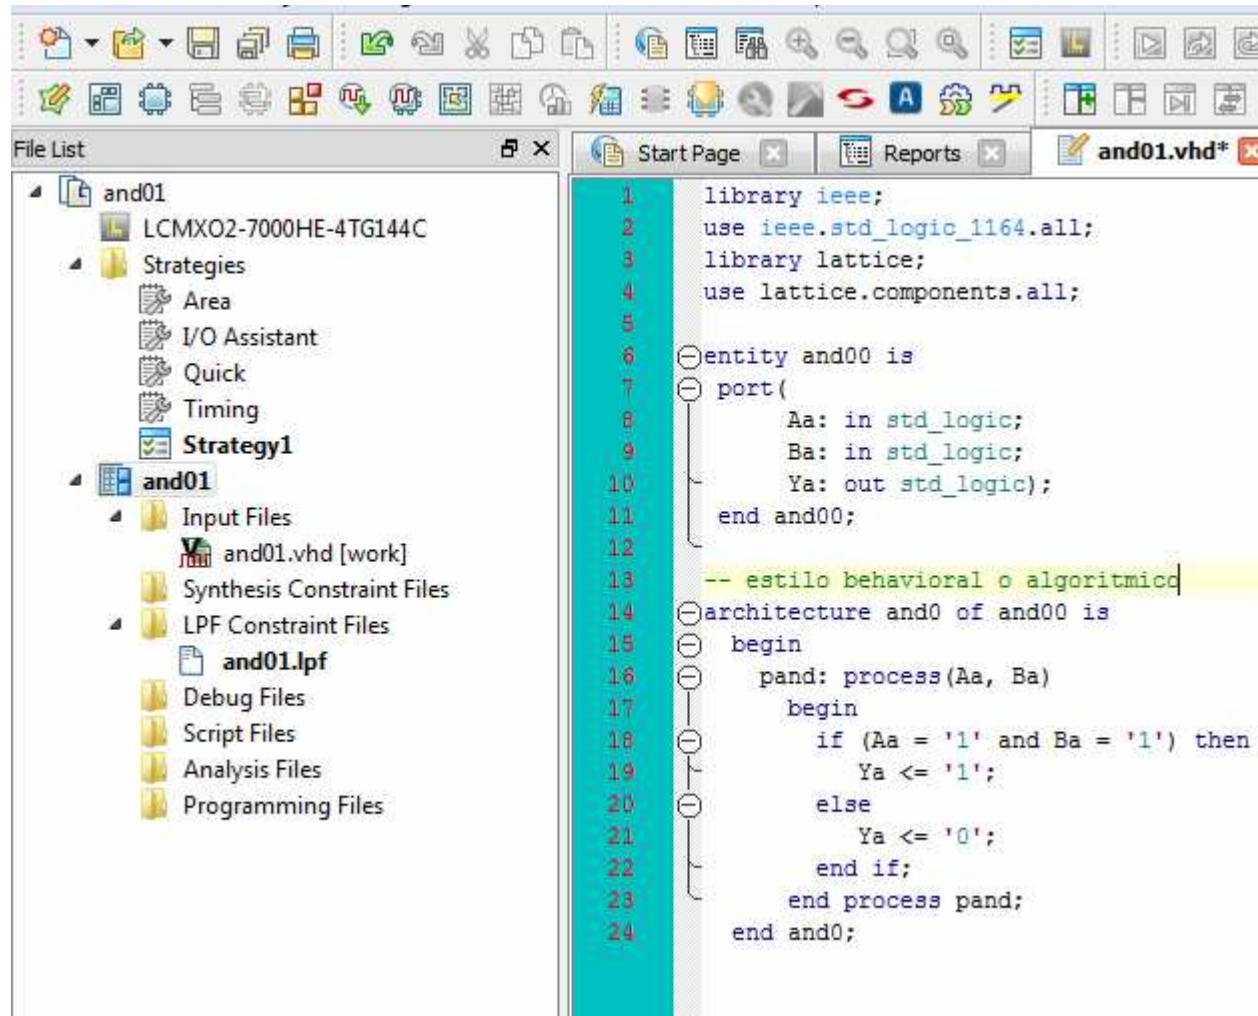 File List
and01
LCMXO2-7000HE-4TG144C
Strategies
Area
I/O Assistant
Quick
Timing
Strategy1
and01
Input Files
and01.vhd [work]
Synthesis Constraint Files
LPF Constraint Files
and01.lpf
Debug Files
Script Files
Analysis Files
Programming Files
Start Page
Reports
and01.vhd*
1 library ieee;
2 use ieee.std_logic_1164.all;
3 library lattice;
4 use lattice.components.all;
5
6 entity and00 is
7 port(
8 Aa: in std_logic;
9 Ba: in std_logic;
10 Ya: out std_logic);
11 end and00;
12
13 -- estilo behavioral o algoritmico
14 architecture and0 of and00 is
15 begin
16 pand: process(Aa, Ba)
17 begin
18 if (Aa = '1' and Ba = '1') then
19 Ya <= '1';
20 else
21 Ya <= '0';
22 end if;
23 end process pand;
24 end and0;